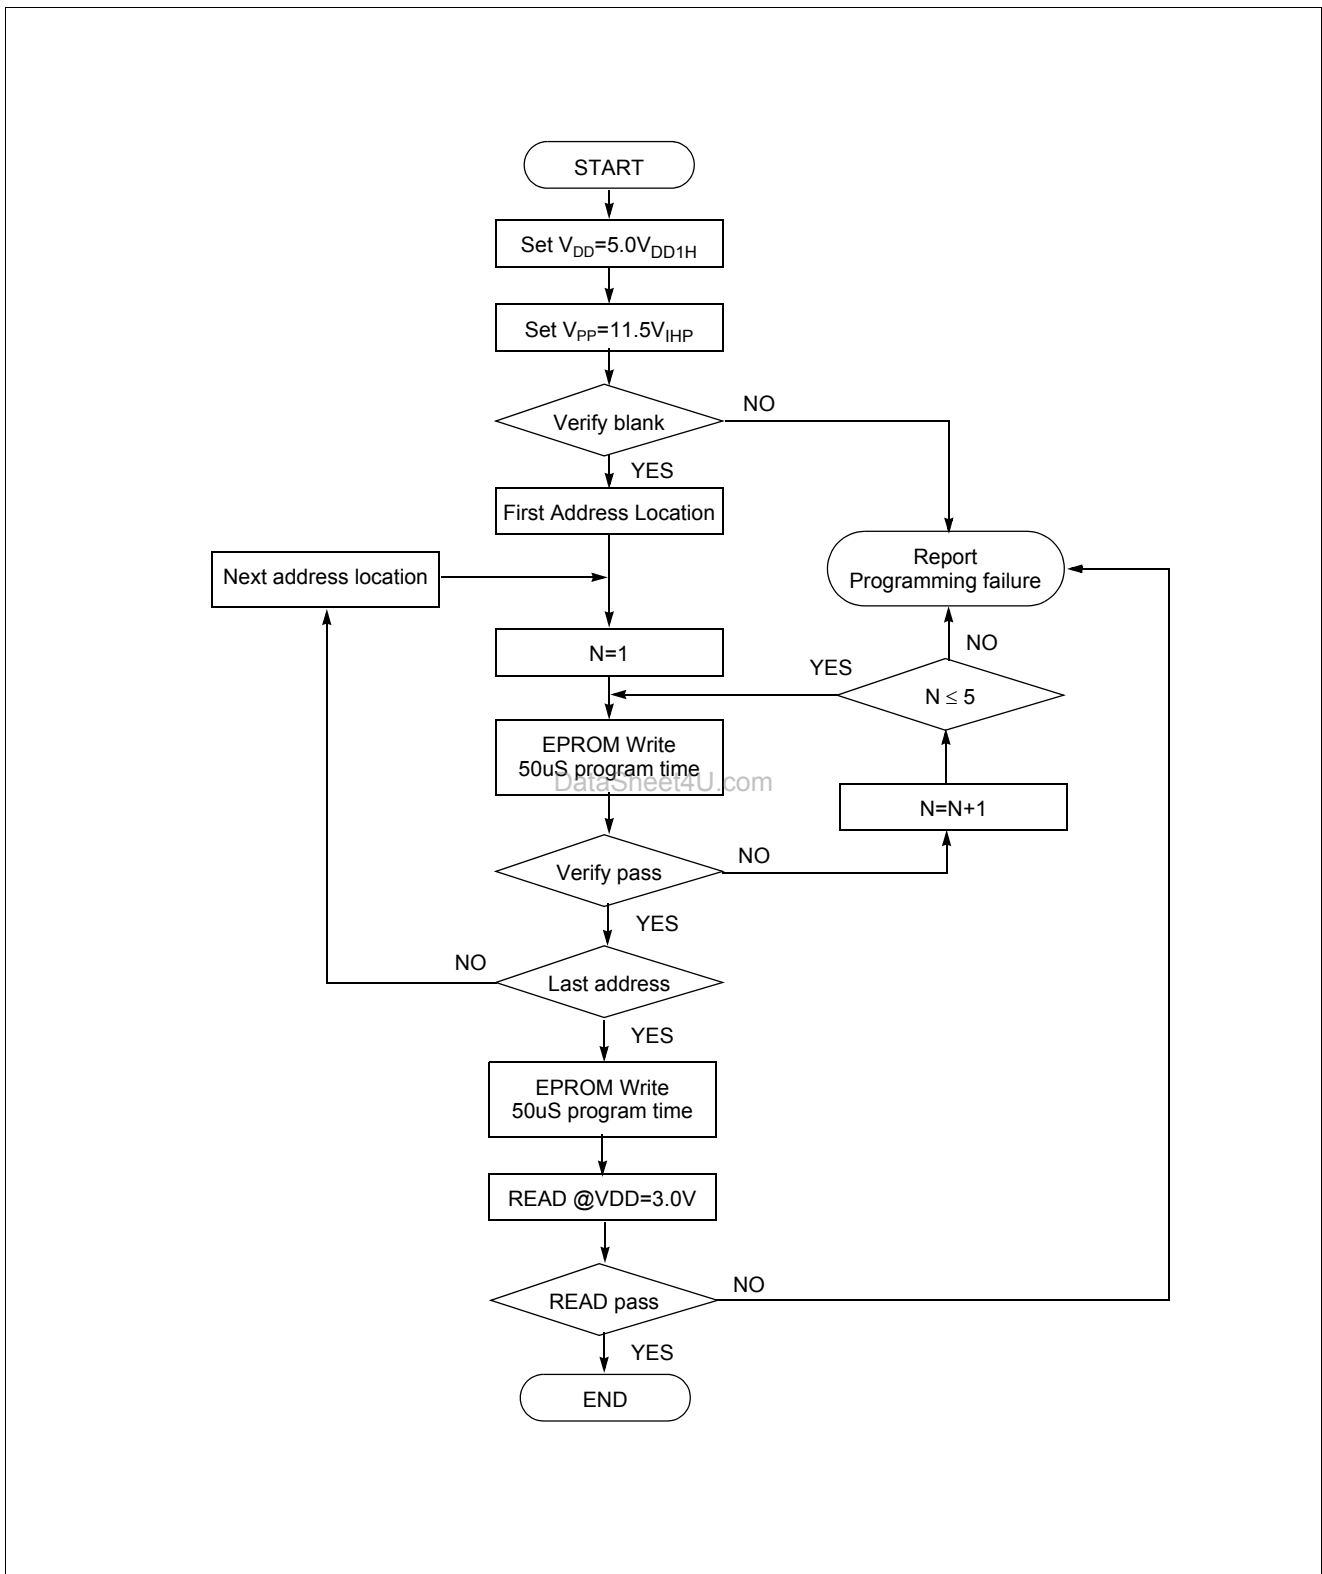 START
Set VDD=5.0VDD1H
Set VPP=11.5VIHP
Verify blank
NO
YES
First Address Location
Next address location
Report
Programming failure
NO
N=1
YES
N ≤ 5
EPROM Write
50uS program time
DataSheet4U.com
N=N+1
Verify pass
NO
YES
Last address
NO
YES
EPROM Write
50uS program time
READ @VDD=3.0V
READ pass
NO
YES
END